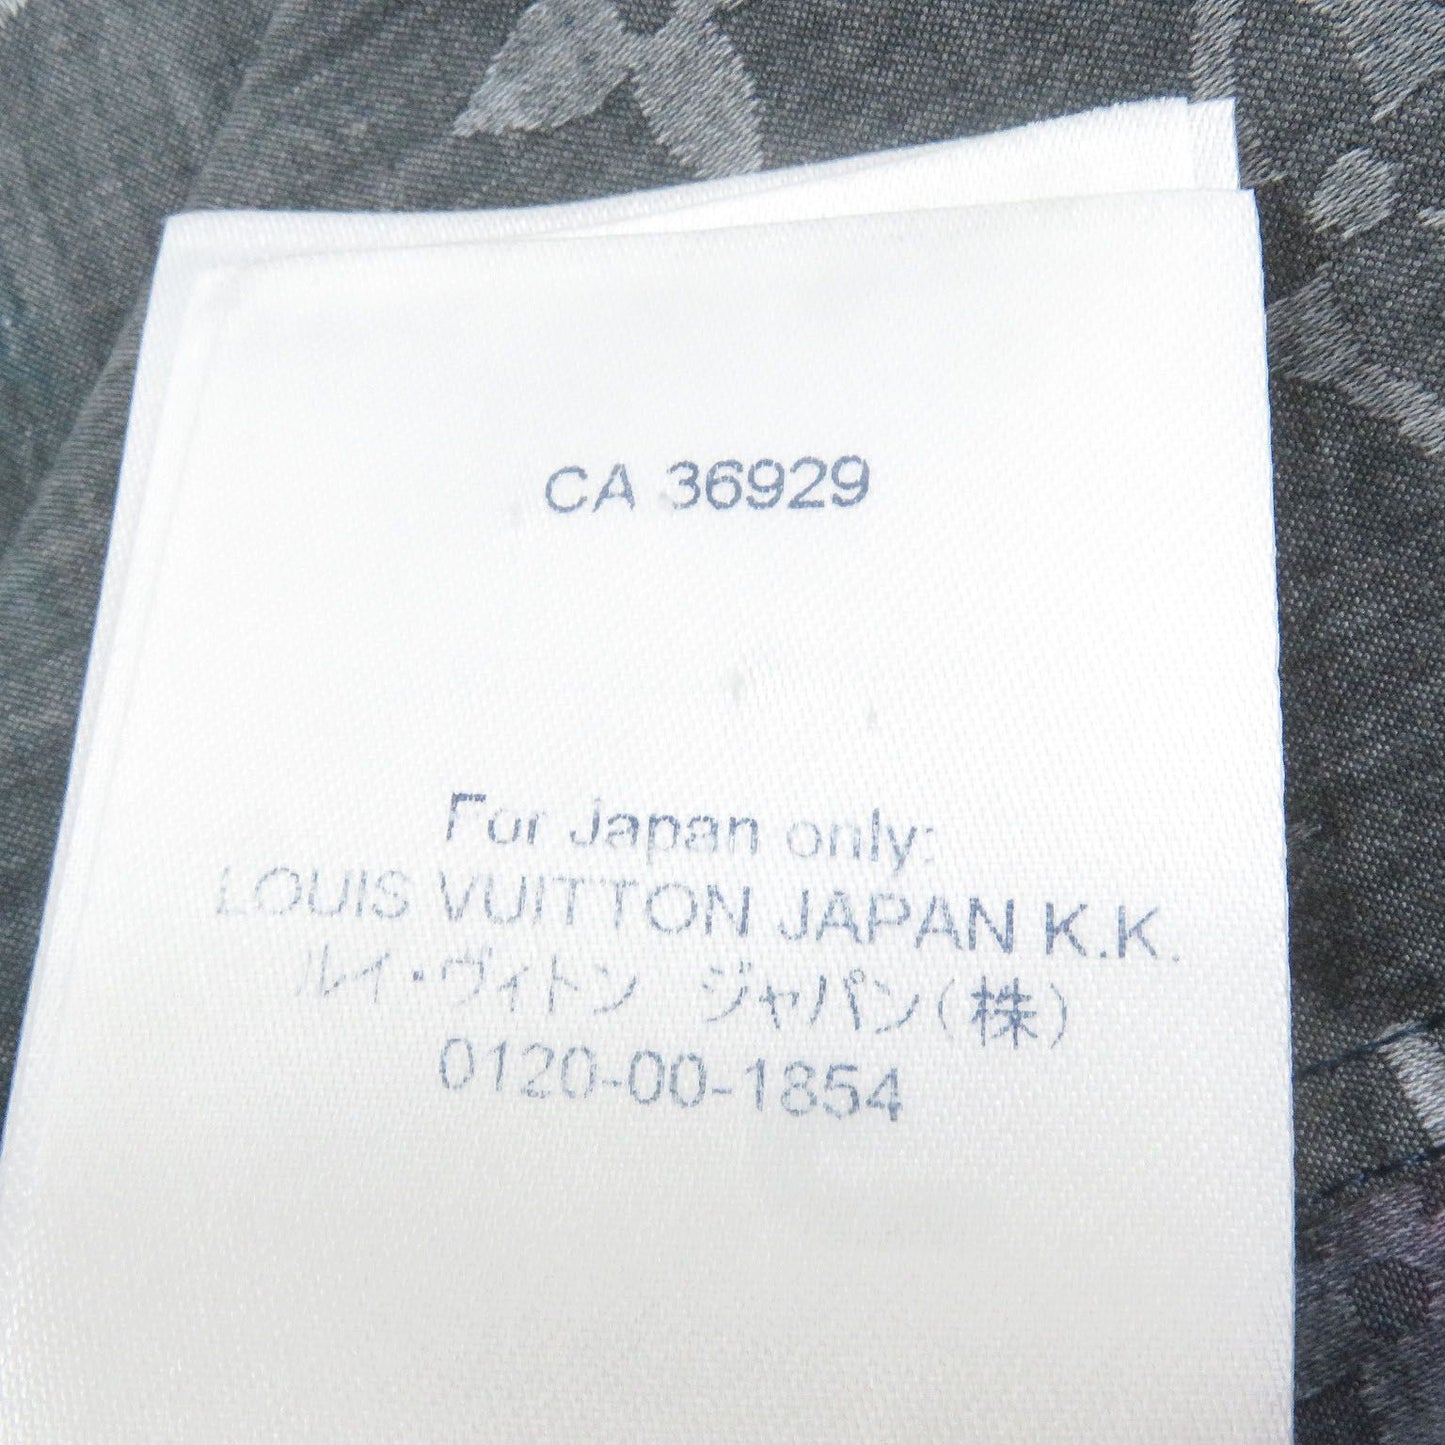 CA 36929
For Japan only:
LOUIS VUITTON JAPAN K.K.
ルイ・ヴィトン ジャパン(株)
0120-00-1854